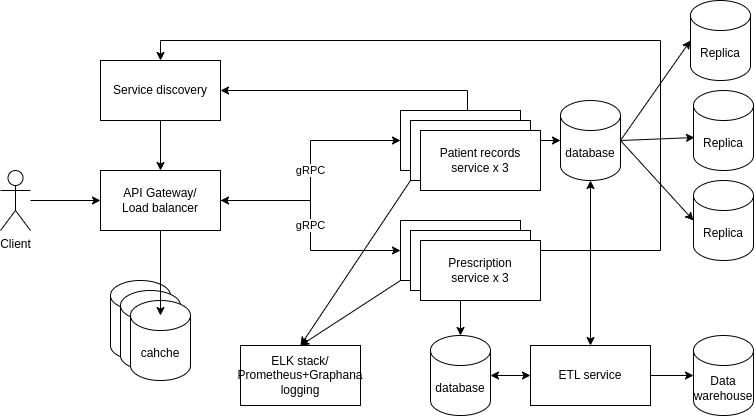 Replica
Service discovery
Replica
Patient records
service x 3
database
gRPC
API Gateway/
Load balancer
Client
gRPC
Replica
Prescription
service x 3
cahche
ELK stack/
Prometheus+Graphana
logging
database
ETL service
Data
warehouse